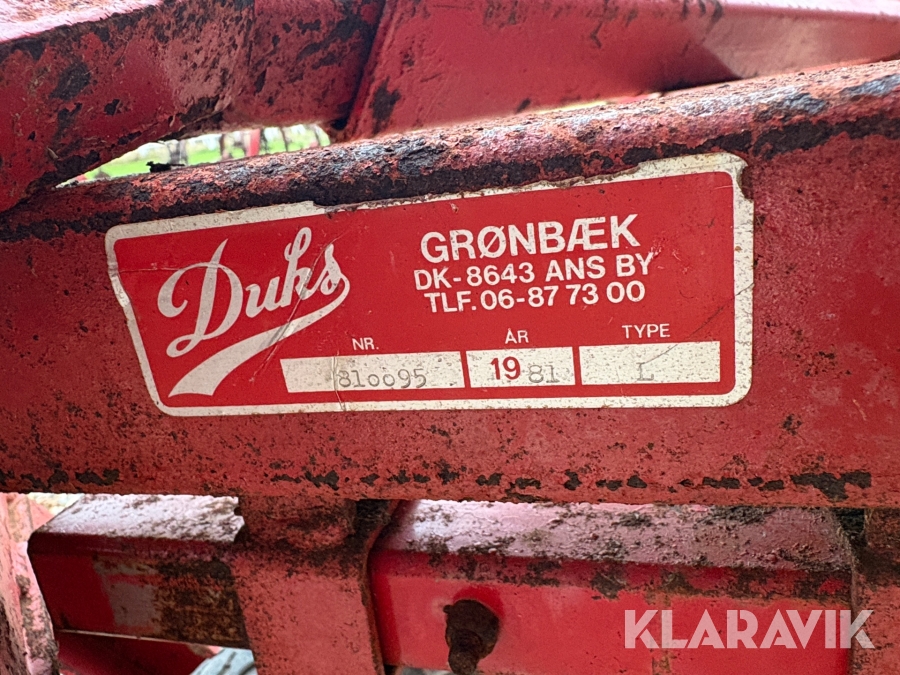 Duks
GRØNBÆK
DK-8643 ANS BY
TLF. 06-87 73 00
NR. ÅR TYPE
810095 1981 L
KLARAVIK